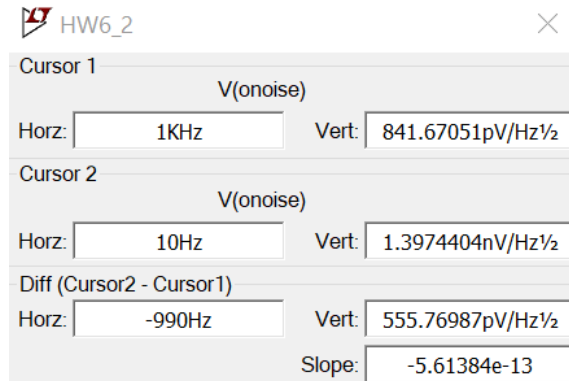 HW6_2
Cursor 1
V(onoise)
Horz: 1KHz Vert: 841.67051pV/Hz½
Cursor 2
V(onoise)
Horz: 10Hz Vert: 1.3974404nV/Hz½
Diff (Cursor2 - Cursor1)
Horz: -990Hz Vert: 555.76987pV/Hz½
Slope: -5.61384e-13